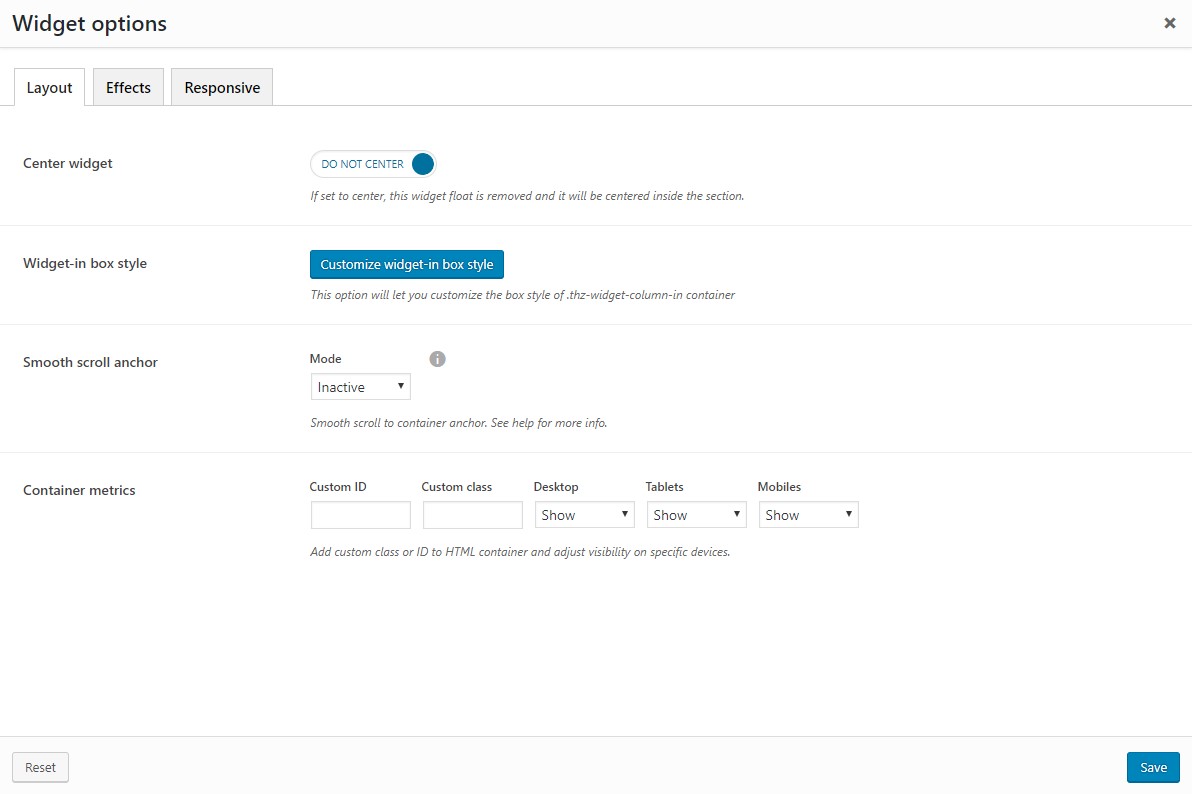 Widget options
Layout Effects Responsive
Center widget
DO NOT CENTER
If set to center, this widget float is removed and it will be centered inside the section.
Widget-in box style
Customize widget-in box style
This option will let you customize the box style of .thz-widget-column-in container
Smooth scroll anchor
Mode
Inactive
Smooth scroll to container anchor. See help for more info.
Container metrics
Custom ID Custom class Desktop Tablets Mobiles
Show Show Show
Add custom class or ID to HTML container and adjust visibility on specific devices.
Reset Save